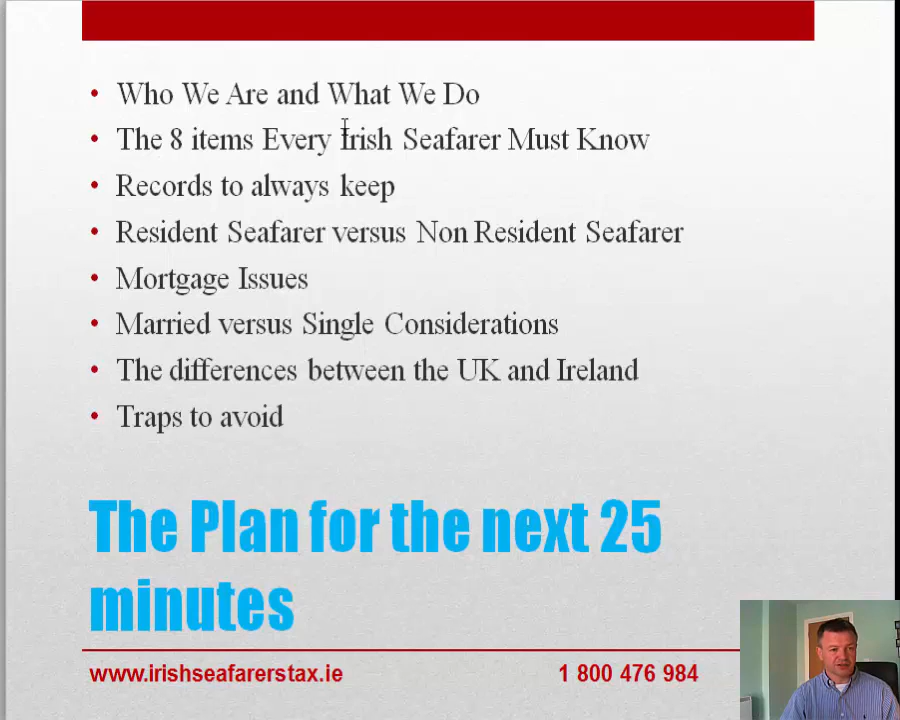 Who We Are and What We Do
The 8 items Every Irish Seafarer Must Know
Records to always keep
Resident Seafarer versus Non Resident Seafarer
Mortgage Issues
Married versus Single Considerations
The differences between the UK and Ireland
Traps to avoid
The Plan for the next 25
minutes
www.irishseafarerstax.ie 1 800 476 984